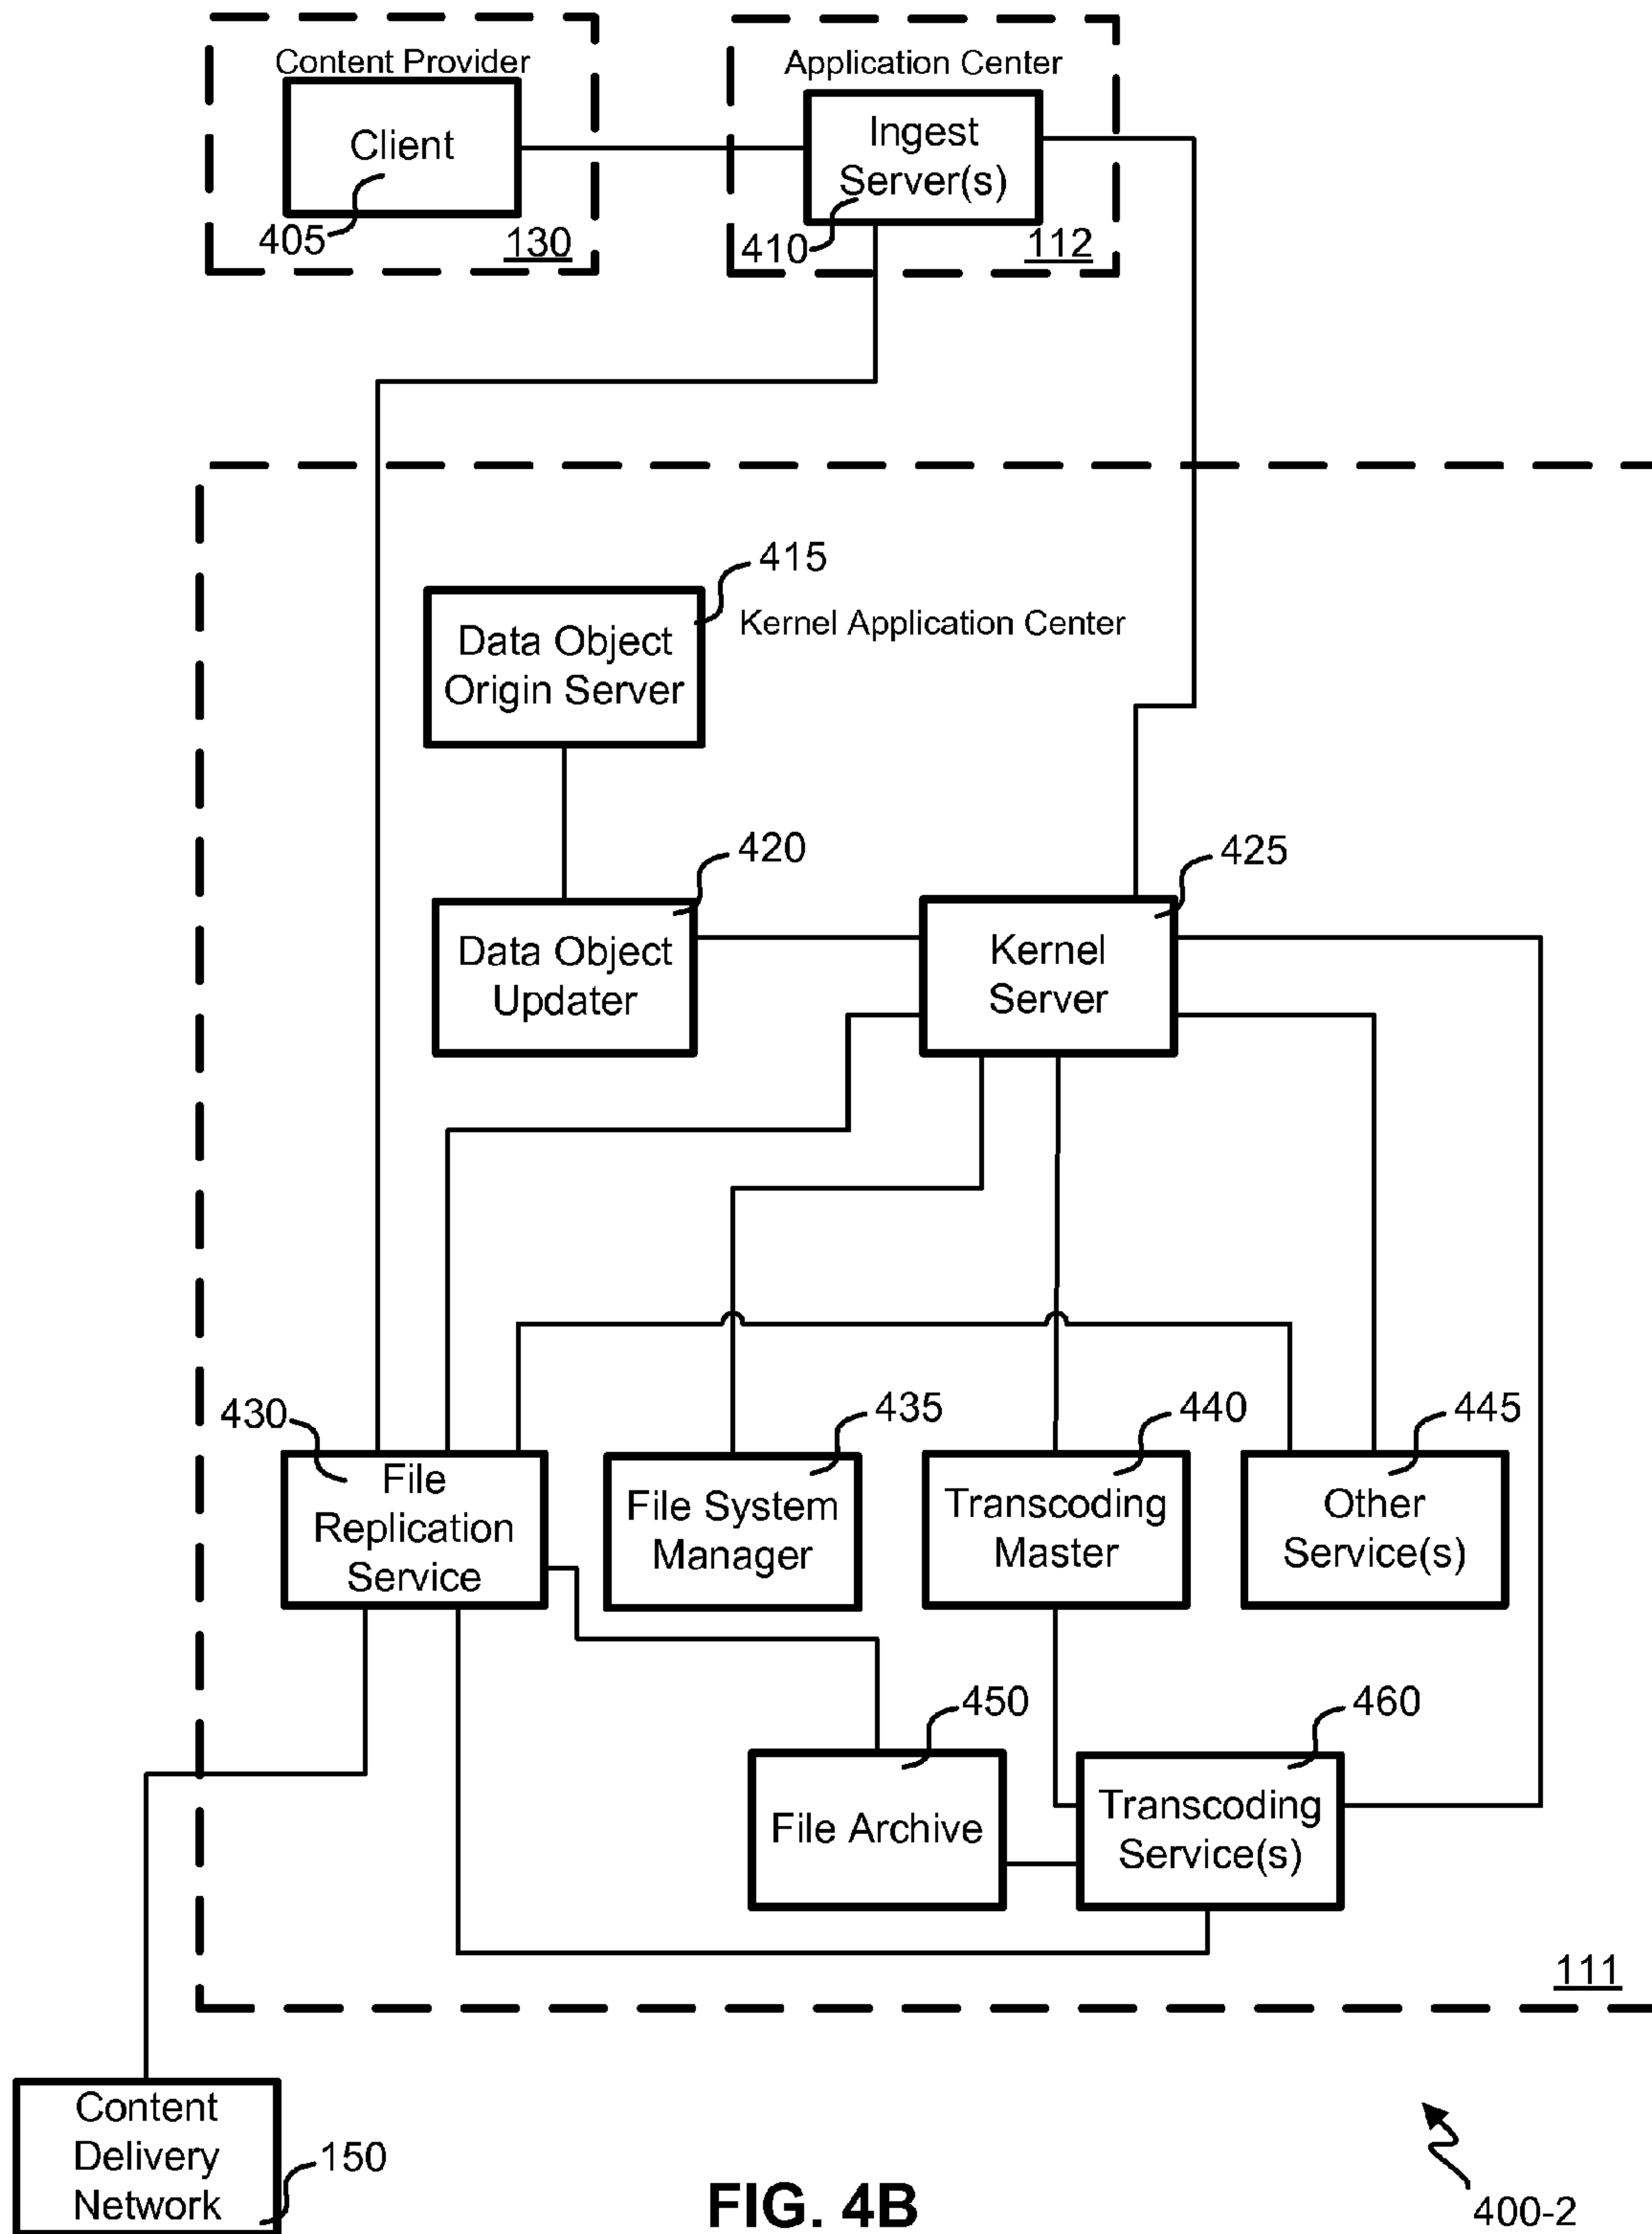 Content Provider
Client
405
130
Application Center
Ingest
Server(s)
410
112
415
Data Object
Origin Server
Kernel Application Center
420
Data Object
Updater
425
Kernel
Server
430
File
Replication
Service
435
File System
Manager
440
Transcoding
Master
445
Other
Service(s)
450
File Archive
460
Transcoding
Service(s)
111
Content
Delivery
Network
150
FIG. 4B
400-2